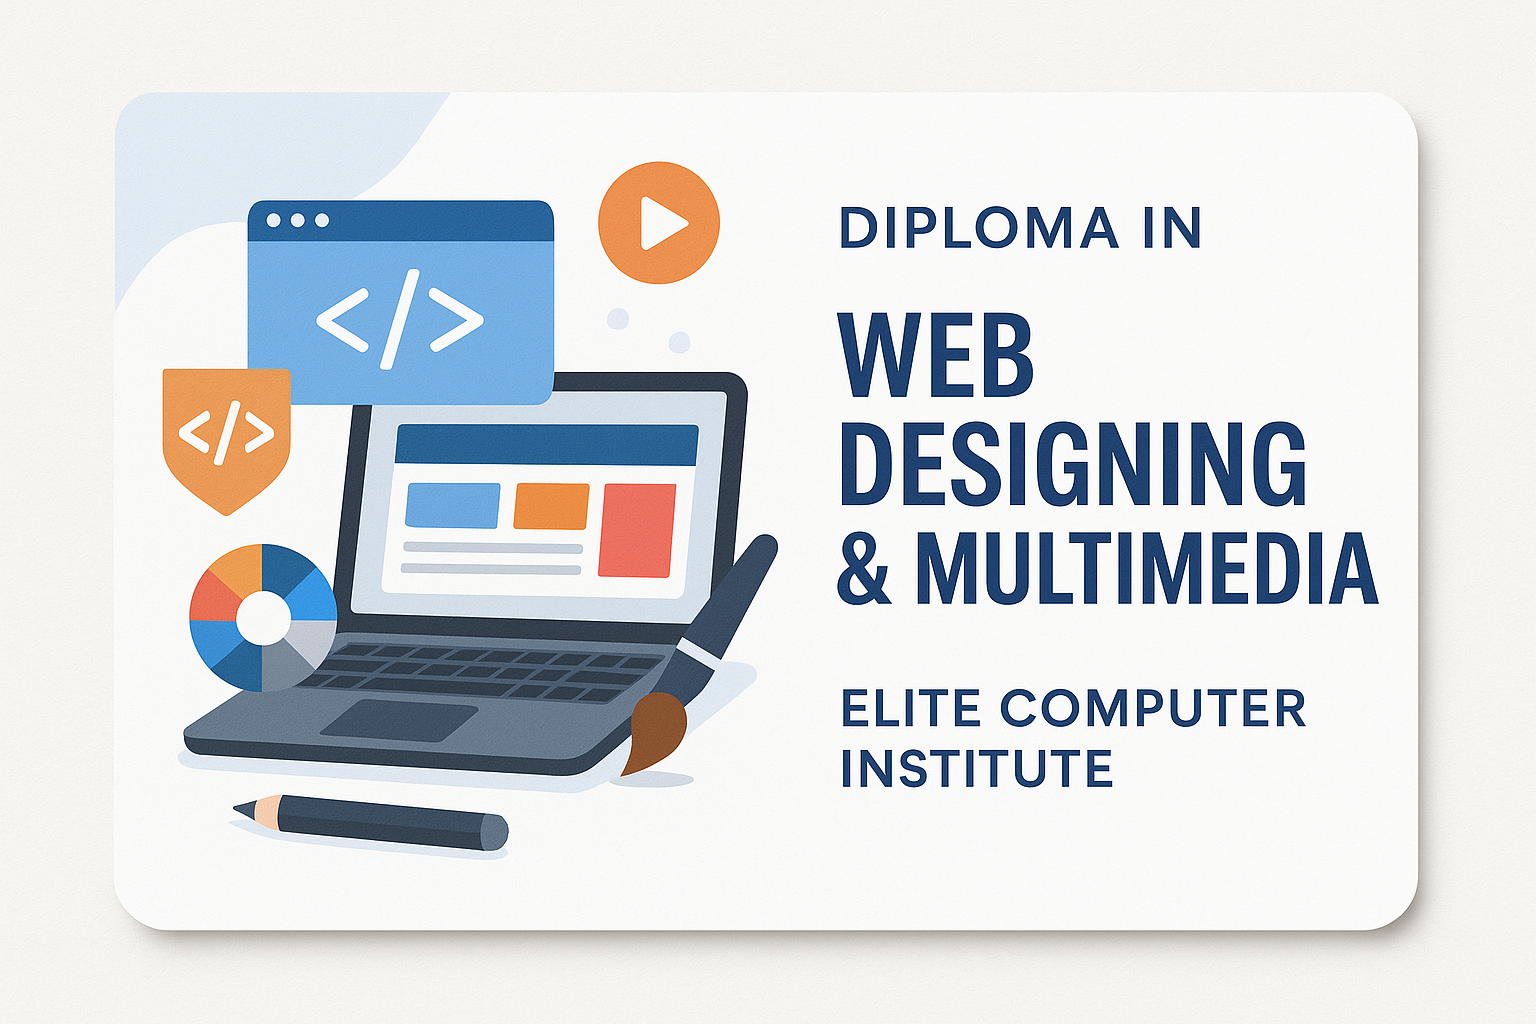 </>
</>
DIPLOMA IN
WEB
DESIGNING
& MULTIMEDIA
ELITE COMPUTER
INSTITUTE